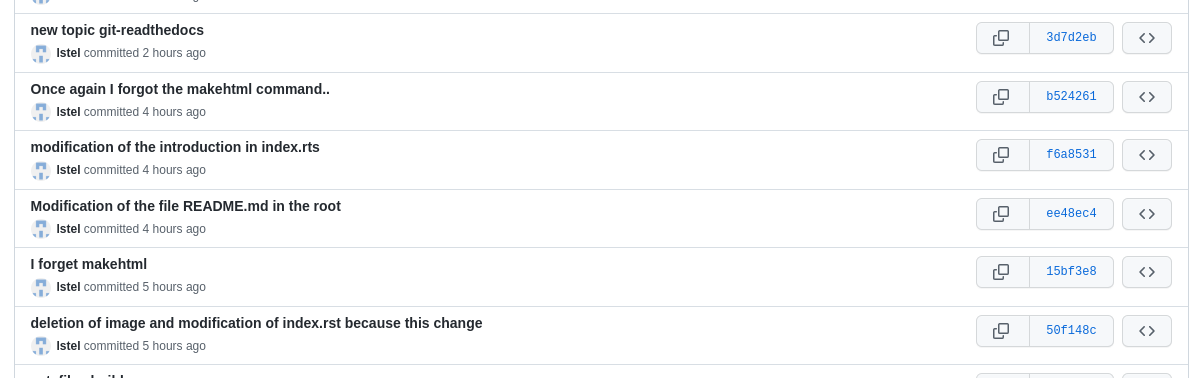 new topic git-readthedocs
3d7d2eb
lstel committed 2 hours ago
Once again I forgot the makehtml command..
b524261
lstel committed 4 hours ago
modification of the introduction in index.rts
f6a8531
lstel committed 4 hours ago
Modification of the file README.md in the root
ee48ec4
lstel committed 4 hours ago
I forget makehtml
15bf3e8
lstel committed 5 hours ago
deletion of image and modification of index.rst because this change
50f148c
lstel committed 5 hours ago